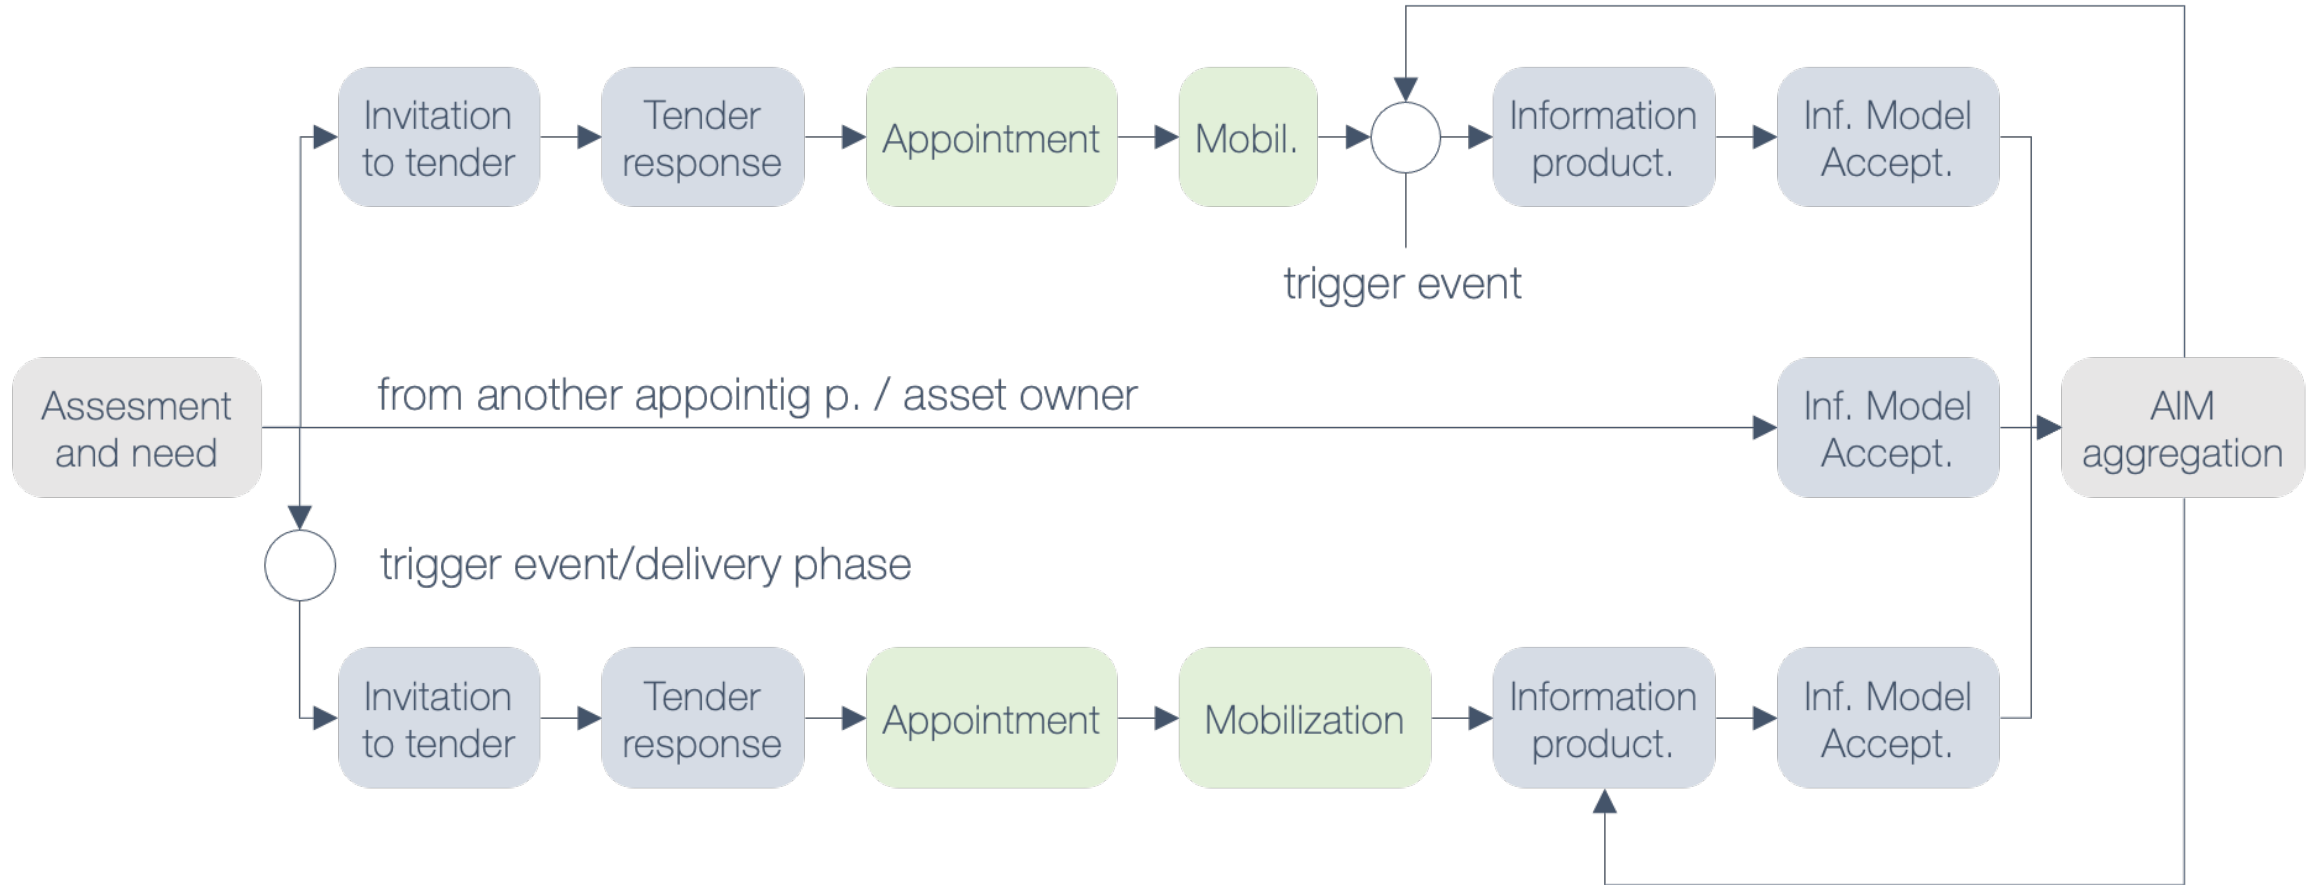 Invitation
to tender
Tender
response
Appointment
Mobil.
Information
product.
Inf. Model
Accept.
trigger event
Assesment
and need
from another appointig p. / asset owner
Inf. Model
Accept.
AIM
aggregation
trigger event/delivery phase
Invitation
to tender
Tender
response
Appointment
Mobilization
Information
product.
Inf. Model
Accept.